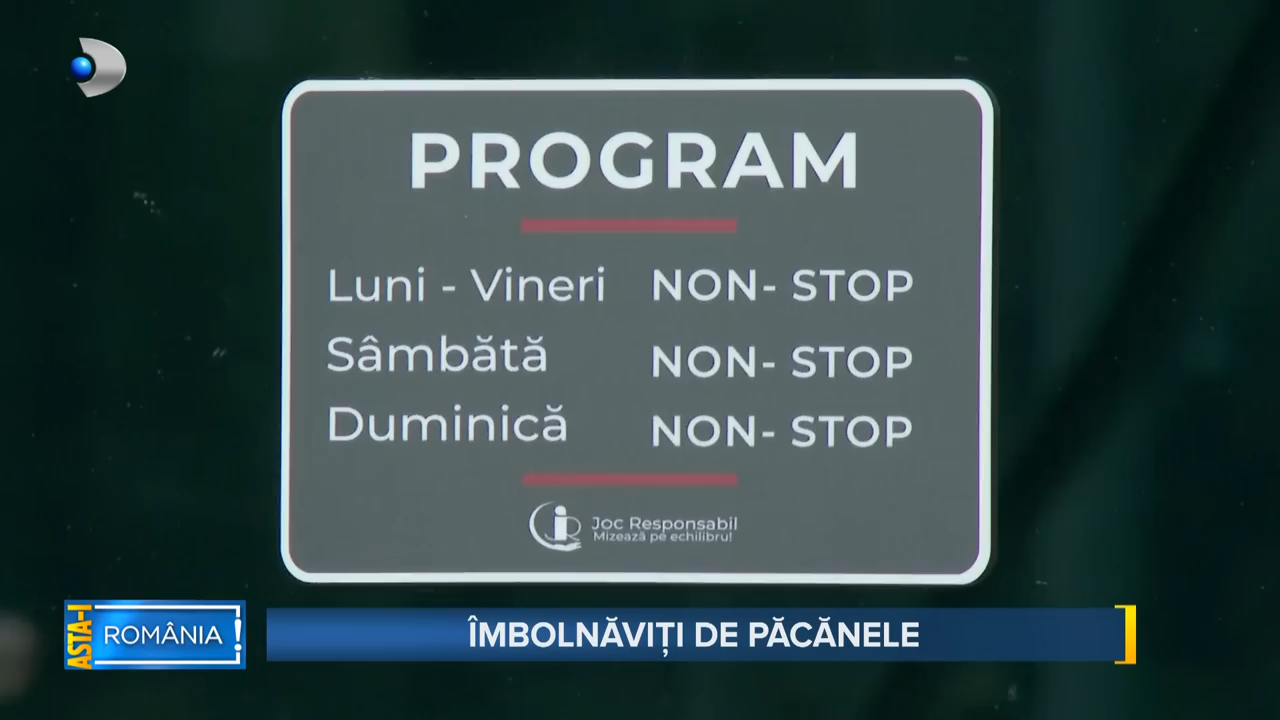 PROGRAM
Luni - Vineri NON- STOP
Sâmbătă NON- STOP
Duminică NON- STOP
Joc Responsabil
Mizează pe echilibru!
ASTA-I
ROMÂNIA!
ÎMBOLNĂVIȚI DE PĂCĂNELE